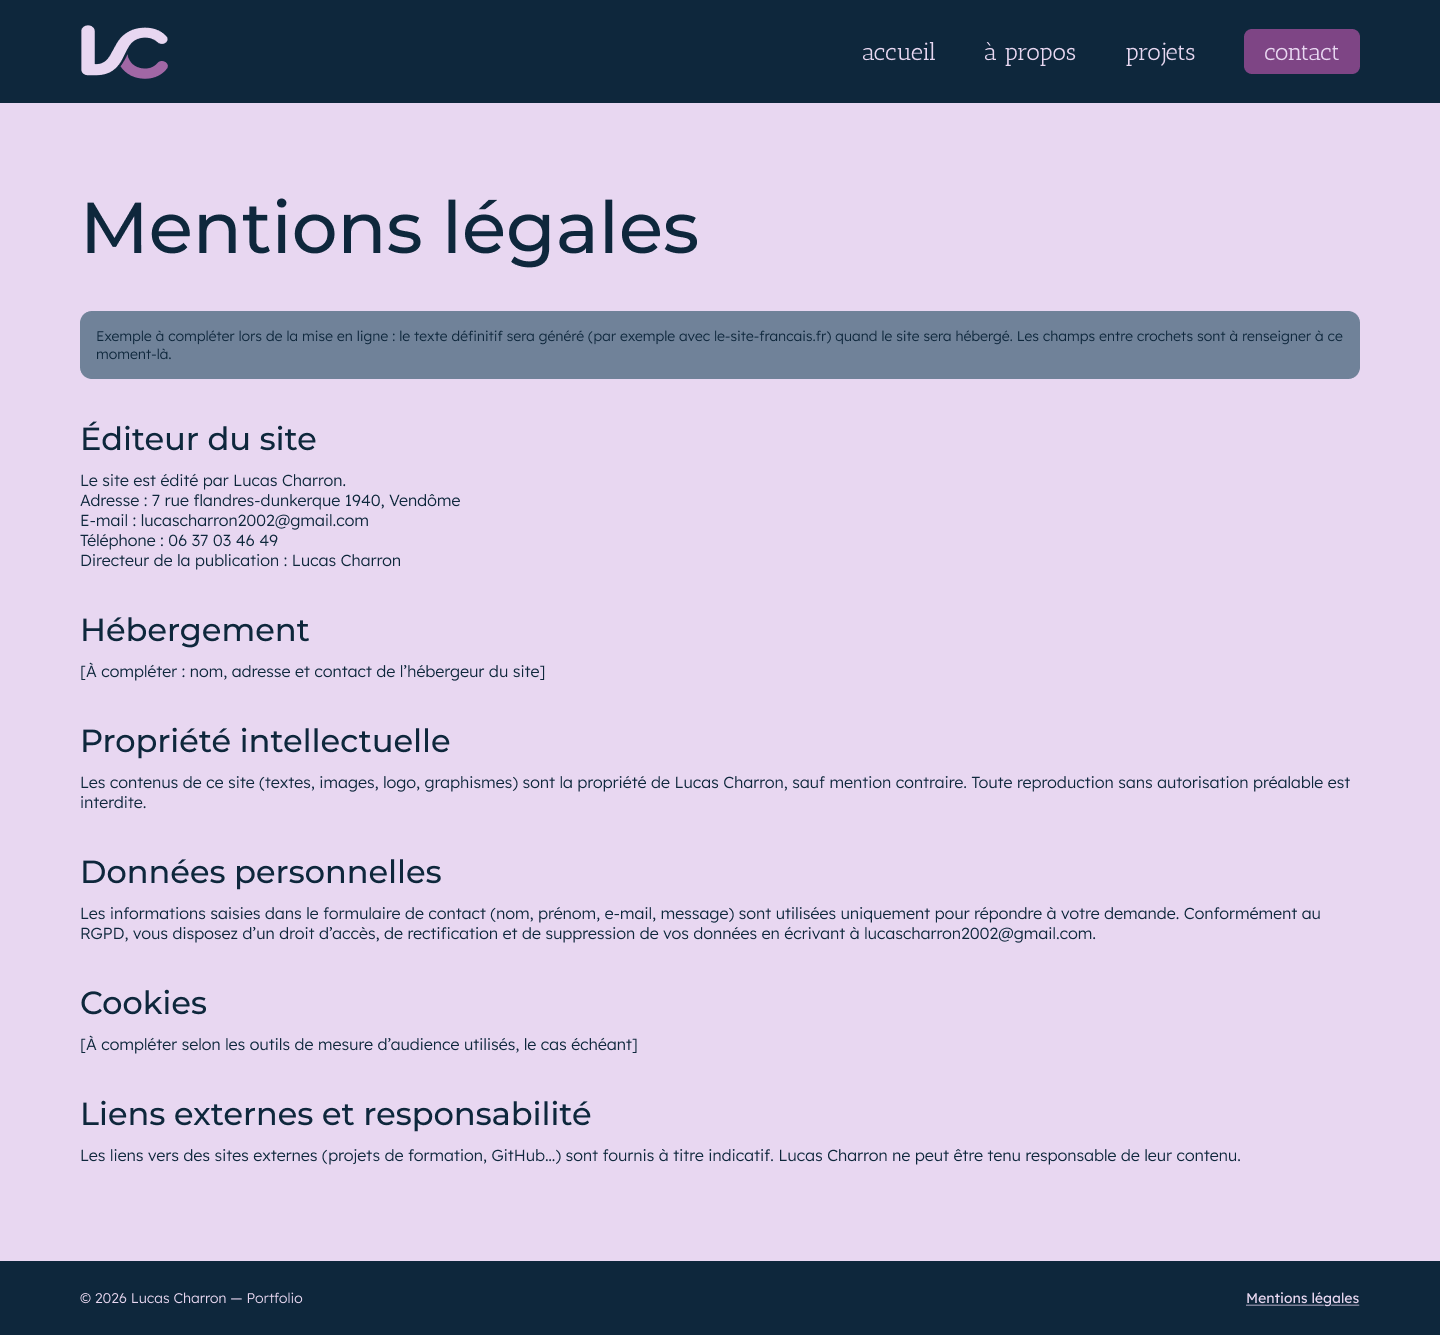 LC
accueil
à propos
projets
contact
Mentions légales
Exemple à compléter lors de la mise en ligne : le texte définitif sera généré (par exemple avec le-site-francais.fr) quand le site sera hébergé. Les champs entre crochets sont à renseigner à ce
moment-là.
Éditeur du site
Le site est édité par Lucas Charron.
Adresse : 7 rue flandres-dunkerque 1940, Vendôme
E-mail : lucascharron2002@gmail.com
Téléphone : 06 37 03 46 49
Directeur de la publication : Lucas Charron
Hébergement
[À compléter : nom, adresse et contact de l’hébergeur du site]
Propriété intellectuelle
Les contenus de ce site (textes, images, logo, graphismes) sont la propriété de Lucas Charron, sauf mention contraire. Toute reproduction sans autorisation préalable est
interdite.
Données personnelles
Les informations saisies dans le formulaire de contact (nom, prénom, e-mail, message) sont utilisées uniquement pour répondre à votre demande. Conformément au
RGPD, vous disposez d’un droit d’accès, de rectification et de suppression de vos données en écrivant à lucascharron2002@gmail.com.
Cookies
[À compléter selon les outils de mesure d’audience utilisés, le cas échéant]
Liens externes et responsabilité
Les liens vers des sites externes (projets de formation, GitHub…) sont fournis à titre indicatif. Lucas Charron ne peut être tenu responsable de leur contenu.
© 2026 Lucas Charron — Portfolio
Mentions légales